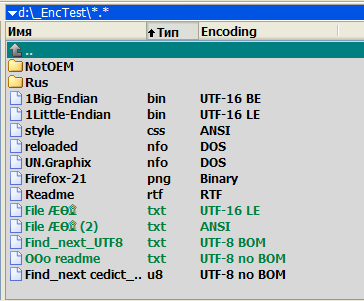 d:\_EncTest\*.*
Имя Тип Encoding
..
NotOEM
Rus
1Big-Endian bin UTF-16 BE
1Little-Endian bin UTF-16 LE
style css ANSI
reloaded nfo DOS
UN.Graphix nfo DOS
Firefox-21 png Binary
Readme rtf RTF
File txt UTF-16 LE
File (2) txt ANSI
Find_next_UTF8 txt UTF-8 BOM
OOo readme txt UTF-8 no BOM
Find_next cedict_... u8 UTF-8 no BOM